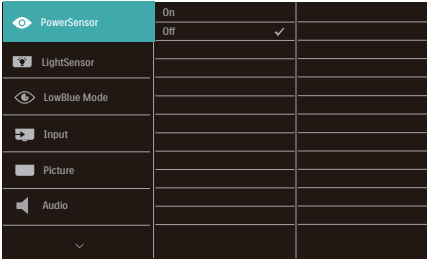 PowerSensor
On
Off
LightSensor
LowBlue Mode
Input
Picture
Audio